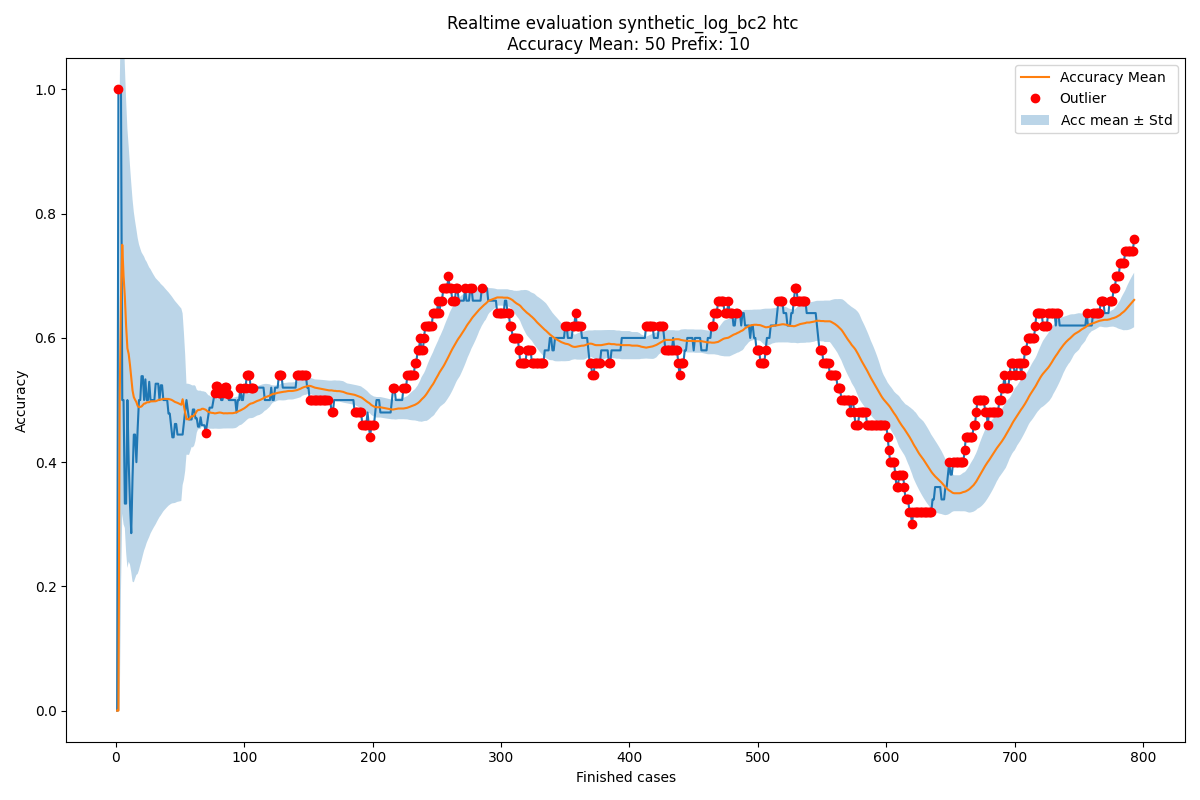 Realtime evaluation synthetic_log_bc2 htc
Accuracy Mean: 50 Prefix: 10
Accuracy Mean
Outlier
Acc mean ± Std
1.0
0.8
0.6
0.4
0.2
0.0
Accuracy
0 100 200 300 400 500 600 700 800
Finished cases